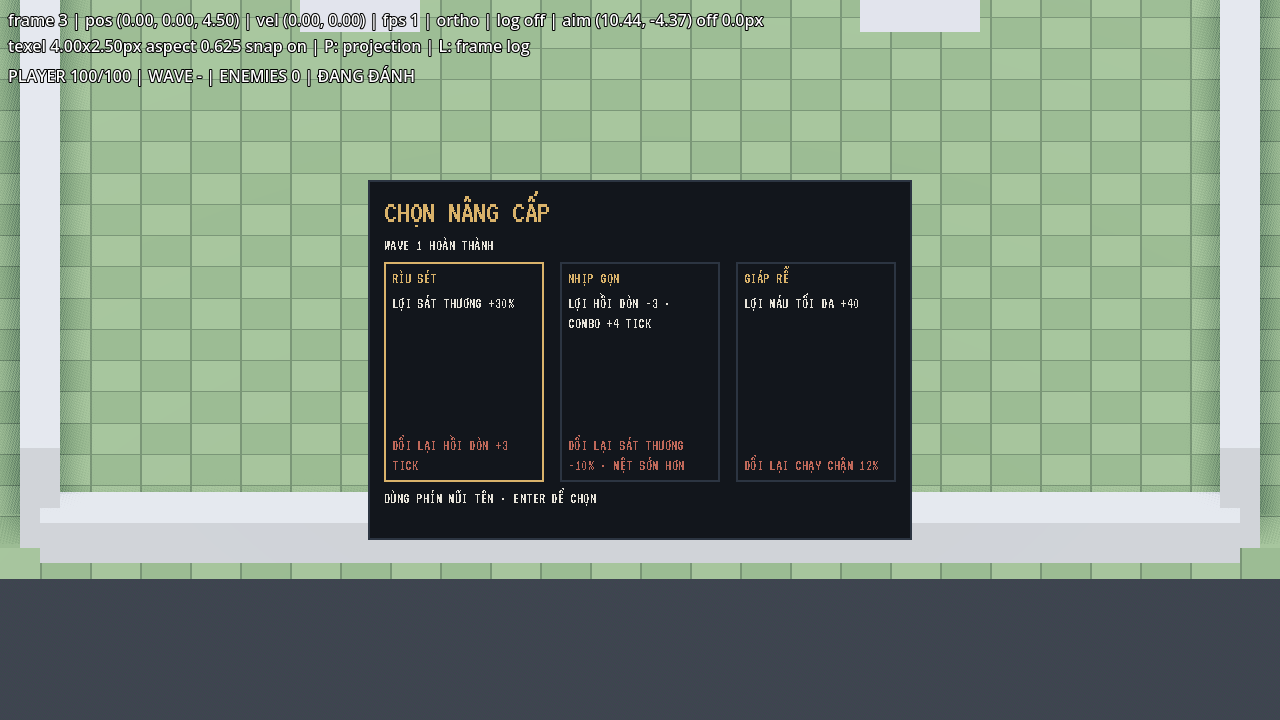 frame 3 | pos (0.00, 0.00, 4.50) | vel (0.00, 0.00) | fps 1 | ortho | log off | aim (10.44, -4.37) off 0.0px
texel 4.00x2.50px aspect 0.625 snap on | P: projection | L: frame log
PLAYER 100/100 | WAVE - | ENEMIES 0 | ĐANG ĐÁNH
CHỌN NÂNG CẤP
WAVE 1 HOÀN THÀNH
RÌU SÉT
LỢI SÁT THƯƠNG +30%
ĐỔI LẠI HỒI ĐÒN +3
TICK
NHỊP GỌN
LỢI HỒI ĐÒN -3 ·
COMBO +4 TICK
ĐỔI LẠI SÁT THƯƠNG
-10% · MỆT SỚM HƠN
GIÁP RỄ
LỢI MÁU TỐI ĐA +40
ĐỔI LẠI CHẠY CHẬM 12%
DÙNG PHÍM MŨI TÊN · ENTER ĐỂ CHỌN